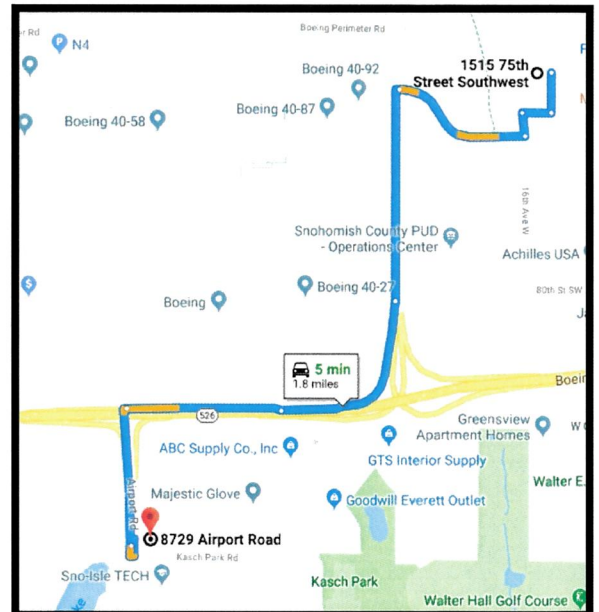 r Rd
N4
Boeing Perimeter Rd
Boeing 40-92
1515 75th
Street Southwest
Boeing 40-87
Boeing 40-58
16th Ave W
Snohomish County PUD
- Operations Center
Achilles USA
80th St SW
Boeing 40-27
Boeing
5 min
1.8 miles
Boein
526
Greensview
Apartment Homes
W C
ABC Supply Co., Inc
GTS Interior Supply
Walter E.
Majestic Glove
Goodwill Everett Outlet
Airport Rd
8729 Airport Road
Kasch Park Rd
Sno-Isle TECH
Kasch Park
Walter Hall Golf Course